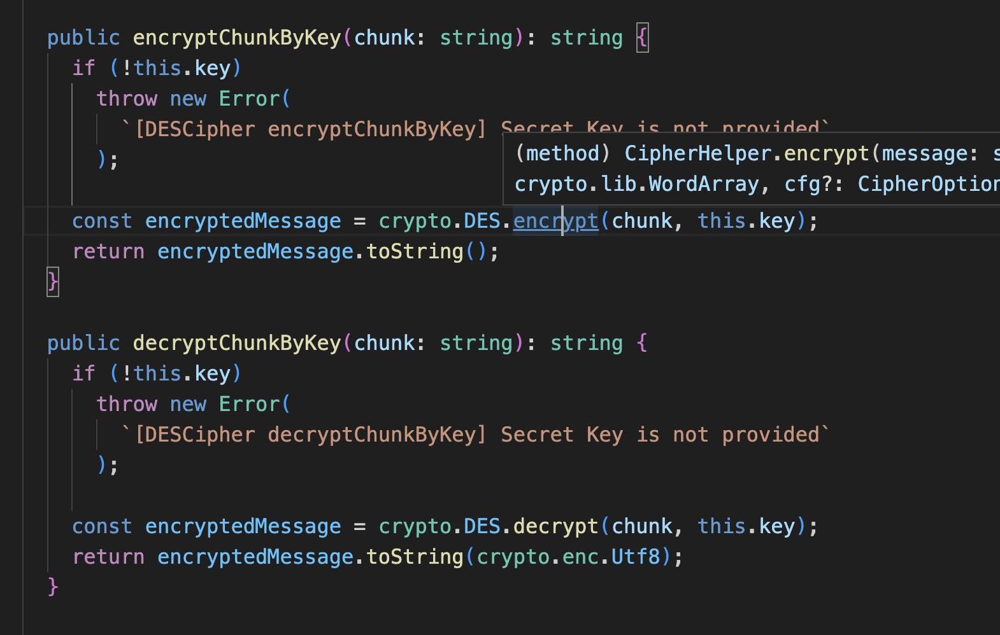 public encryptChunkByKey(chunk: string): string {
if (!this.key)
throw new Error(
`[DESCipher encryptChunkByKey] Secret Key is not provided`
);
(method) CipherHelper.encrypt(message: s
crypto.lib.WordArray, cfg?: CipherOption
const encryptedMessage = crypto.DES.encrypt(chunk, this.key);
return encryptedMessage.toString();
}
public decryptChunkByKey(chunk: string): string {
if (!this.key)
throw new Error(
`[DESCipher decryptChunkByKey] Secret Key is not provided`
);
const encryptedMessage = crypto.DES.decrypt(chunk, this.key);
return encryptedMessage.toString(crypto.enc.Utf8);
}